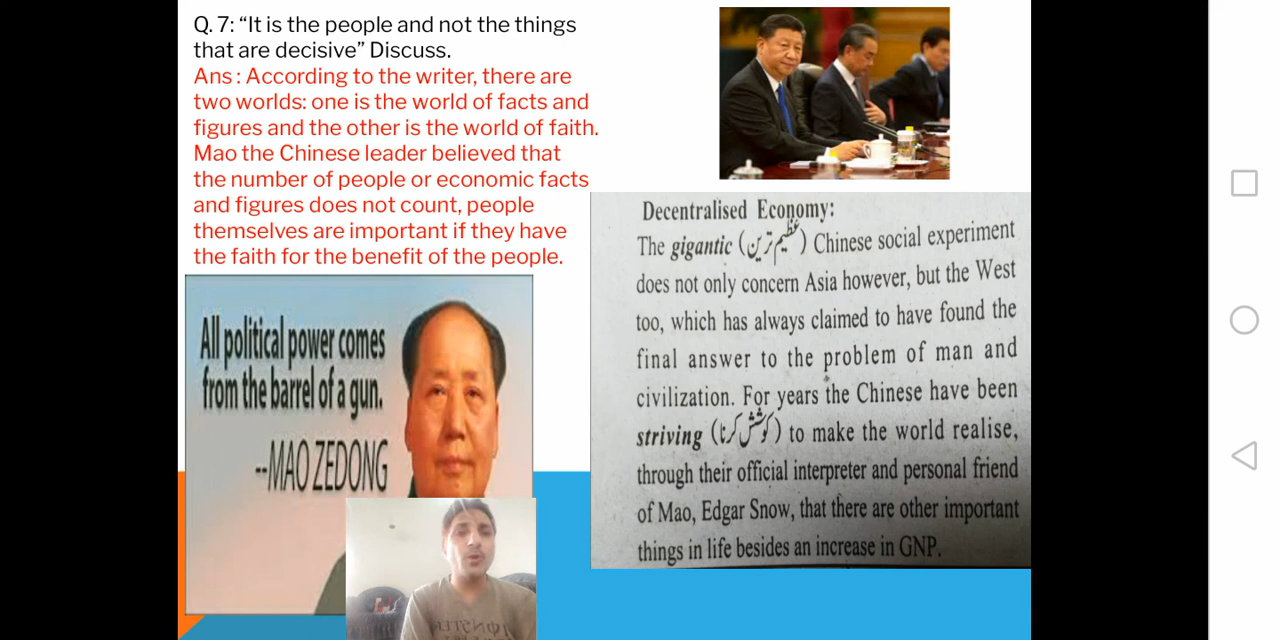 Q. 7: “It is the people and not the things
that are decisive” Discuss.
Ans : According to the writer, there are
two worlds: one is the world of facts and
figures and the other is the world of faith.
Mao the Chinese leader believed that
the number of people or economic facts
and figures does not count, people
themselves are important if they have
the faith for the benefit of the people.
All political power comes
from the barrel of a gun.
--MAO ZEDONG
Decentralised Economy:
The gigantic (عظیم ترین) Chinese social experiment
does not only concern Asia however, but the West
too, which has always claimed to have found the
final answer to the problem of man and
civilization. For years the Chinese have been
striving (کوشش کرنا) to make the world realise,
through their official interpreter and personal friend
of Mao, Edgar Snow, that there are other important
things in life besides an increase in GNP.